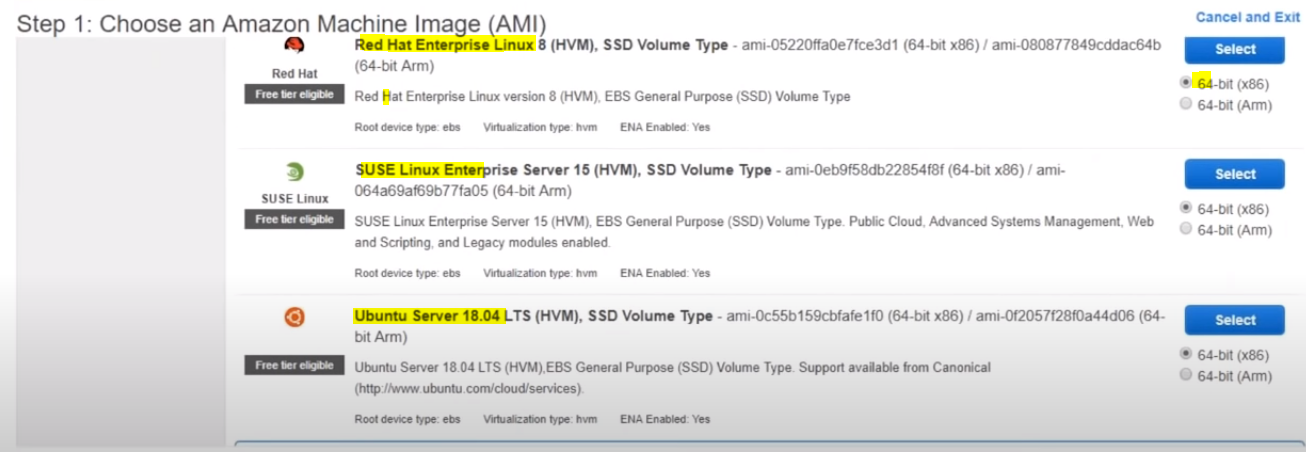 Step 1: Choose an Amazon Machine Image (AMI)
Cancel and Exit
Red Hat
Free tier eligible
Red Hat Enterprise Linux 8 (HVM), SSD Volume Type - ami-05220ffa0e7fce3d1 (64-bit x86) / ami-080877849cddac64b
(64-bit Arm)
Red Hat Enterprise Linux version 8 (HVM), EBS General Purpose (SSD) Volume Type
Root device type: ebs Virtualization type: hvm ENA Enabled: Yes
Select
64-bit (x86)
64-bit (Arm)
SUSE Linux
Free tier eligible
SUSE Linux Enterprise Server 15 (HVM), SSD Volume Type - ami-0eb9f58db22854f8f (64-bit x86) / ami-
064a69af69b77fa05 (64-bit Arm)
SUSE Linux Enterprise Server 15 (HVM), EBS General Purpose (SSD) Volume Type. Public Cloud, Advanced Systems Management, Web
and Scripting, and Legacy modules enabled.
Root device type: ebs Virtualization type: hvm ENA Enabled: Yes
Select
64-bit (x86)
64-bit (Arm)
Free tier eligible
Ubuntu Server 18.04 LTS (HVM), SSD Volume Type - ami-0c55b159cbfafe1f0 (64-bit x86) / ami-0f2057f28f0a44d06 (64-
bit Arm)
Ubuntu Server 18.04 LTS (HVM),EBS General Purpose (SSD) Volume Type. Support available from Canonical
(http://www.ubuntu.com/cloud/services).
Root device type: ebs Virtualization type: hvm ENA Enabled: Yes
Select
64-bit (x86)
64-bit (Arm)